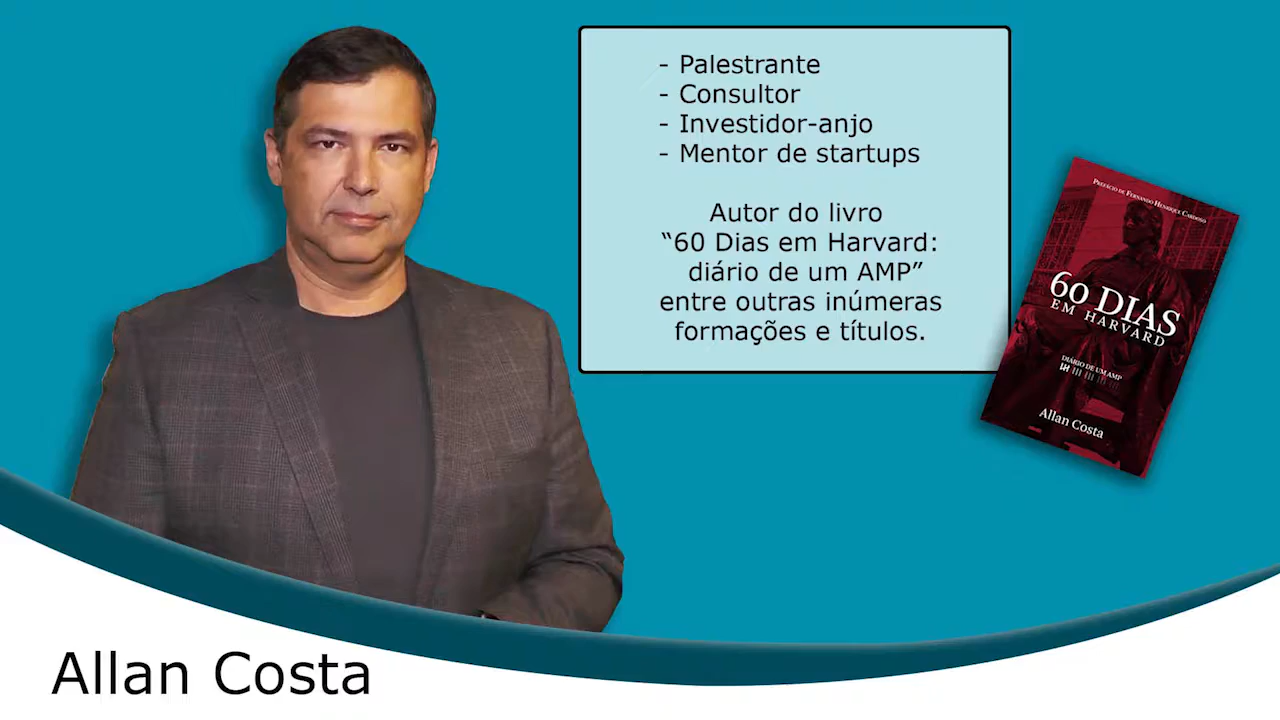 - Palestrante
- Consultor
- Investidor-anjo
- Mentor de startups
Autor do livro
“60 Dias em Harvard:
diário de um AMP”
entre outras inúmeras
formações e títulos.
PREFÁCIO DE FERNANDO HENRIQUE CARDOSO
60 DIAS
EM HARVARD
DIÁRIO DE UM AMP
Allan Costa
Allan Costa